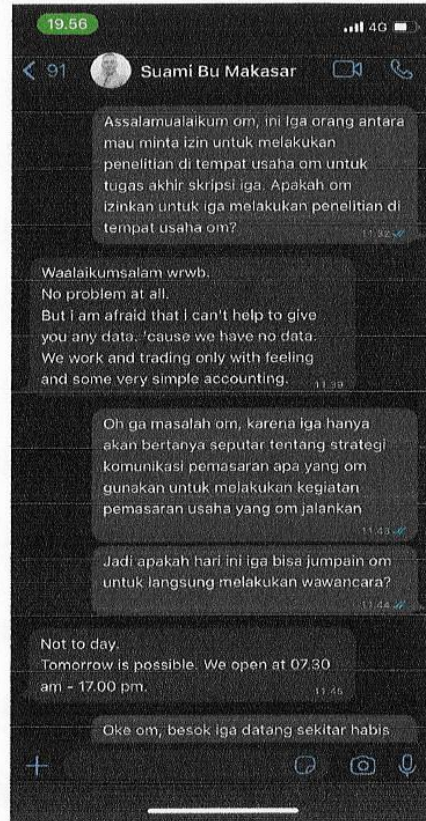 19.56
4G
91
Suami Bu Makasar
Assalamualaikum om, ini Iga orang antara
mau minta izin untuk melakukan
penelitian di tempat usaha om untuk
tugas akhir skripsi iga. Apakah om
izinkan untuk iga melakukan penelitian di
tempat usaha om?
11.32
Waalaikumsalam wrwb.
No problem at all.
But i am afraid that i can't help to give
you any data. 'cause we have no data.
We work and trading only with feeling
and some very simple accounting.
11.39
Oh ga masalah om, karena iga hanya
akan bertanya seputar tentang strategi
komunikasi pemasaran apa yang om
gunakan untuk melakukan kegiatan
pemasaran usaha yang om jalankan
11.43
Jadi apakah hari ini iga bisa jumpain om
untuk langsung melakukan wawancara?
11.44
Not to day.
Tomorrow is possible. We open at 07.30
am - 17.00 pm.
11.45
Oke om, besok iga datang sekitar habis